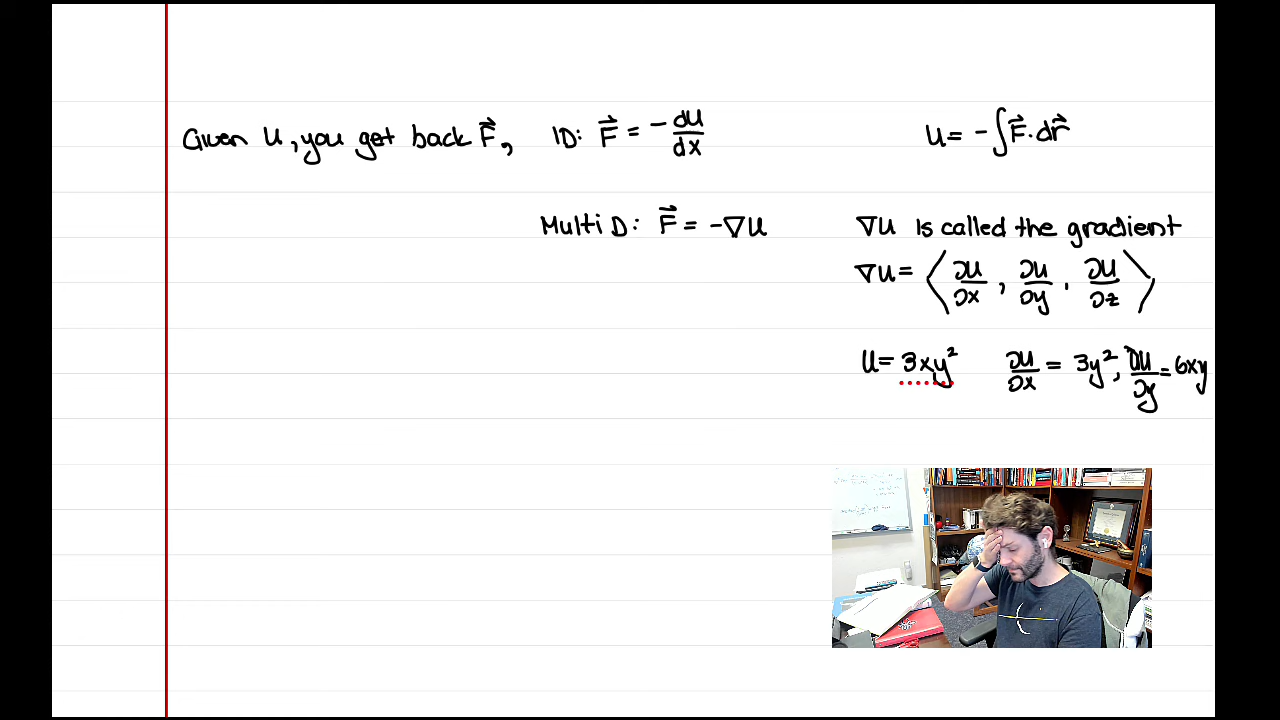 Given U, you get back F⃗, 1D: F⃗ = -dU/dx U = -∫F⃗·dr⃗
Multi D: F⃗ = -∇U ∇U is called the gradient
∇U = ⟨∂U/∂x, ∂U/∂y, ∂U/∂z⟩
U = 3xy² ∂U/∂x = 3y², ∂U/∂y = 6xy